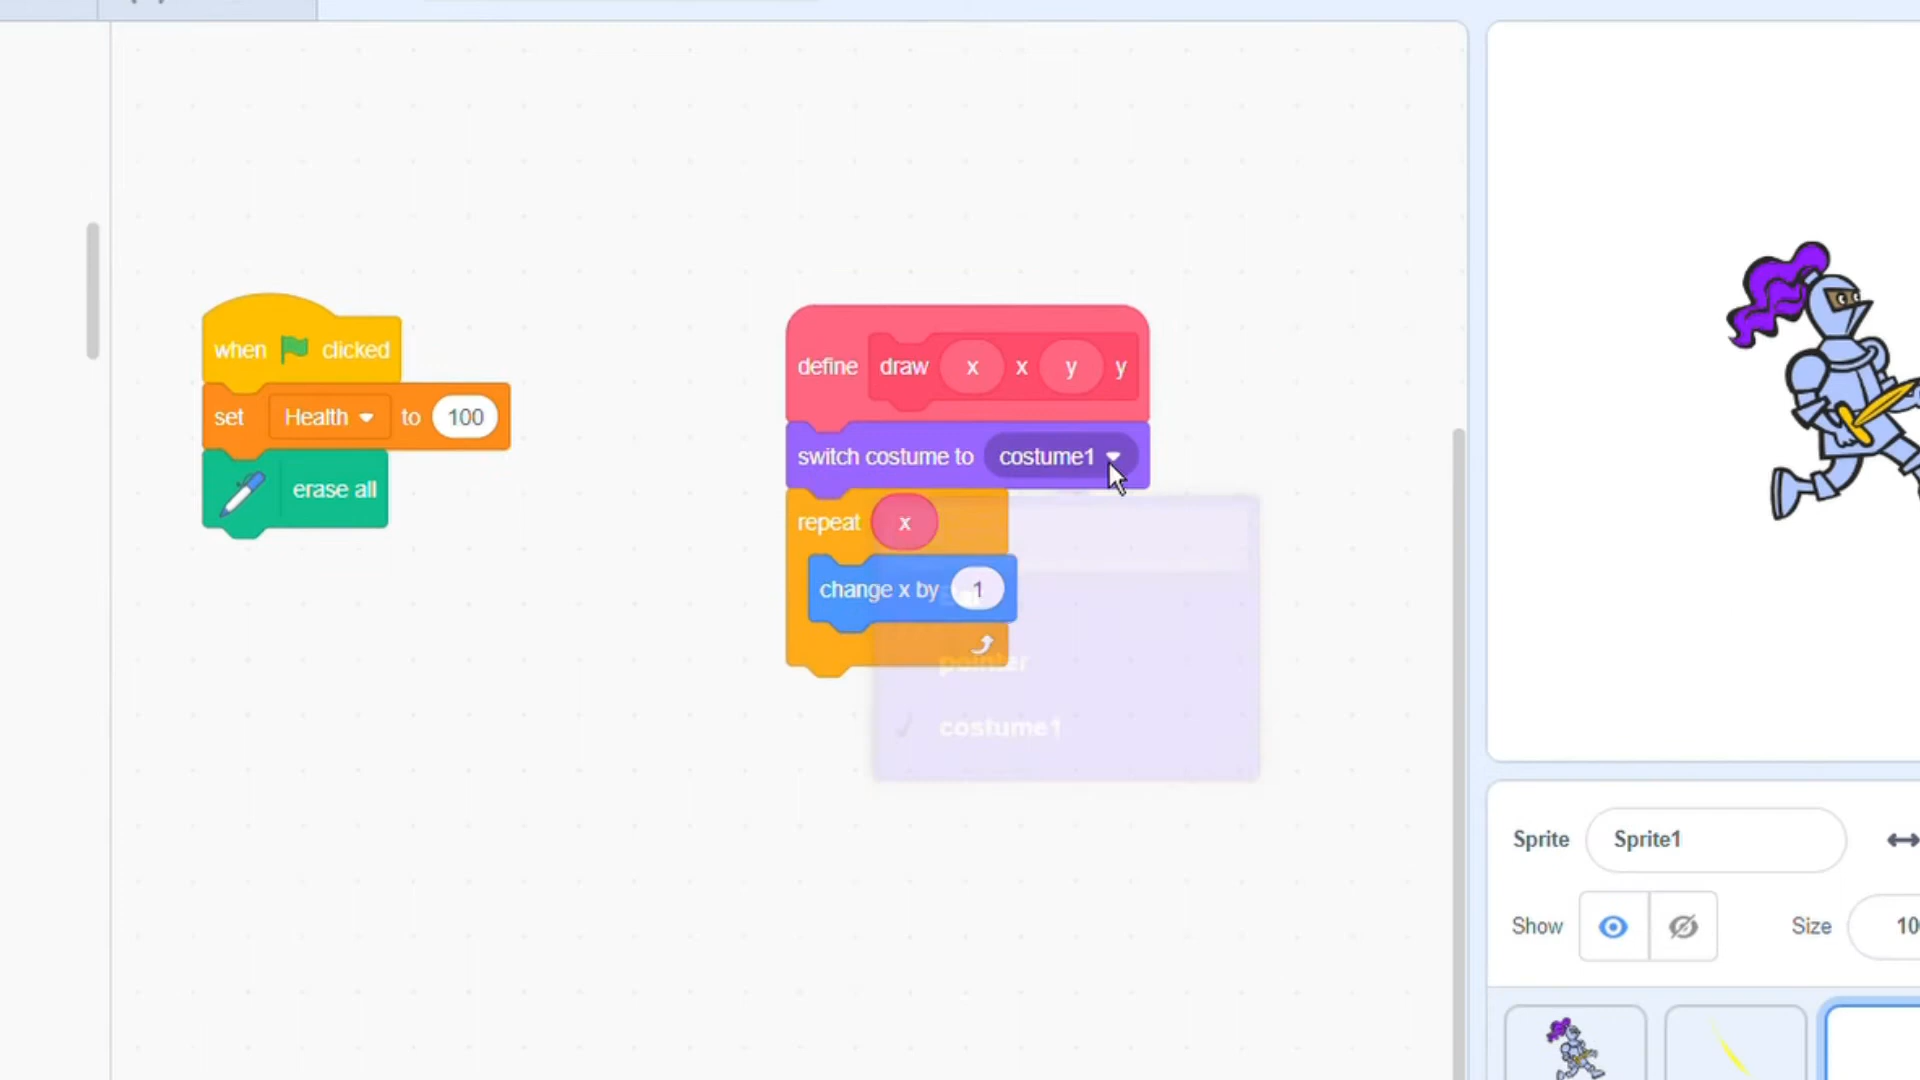 when clicked
set Health to 100
erase all
define draw x x y y
switch costume to costume1
repeat x
change x by 1
pointer
costume1
Sprite Sprite1
Show Size